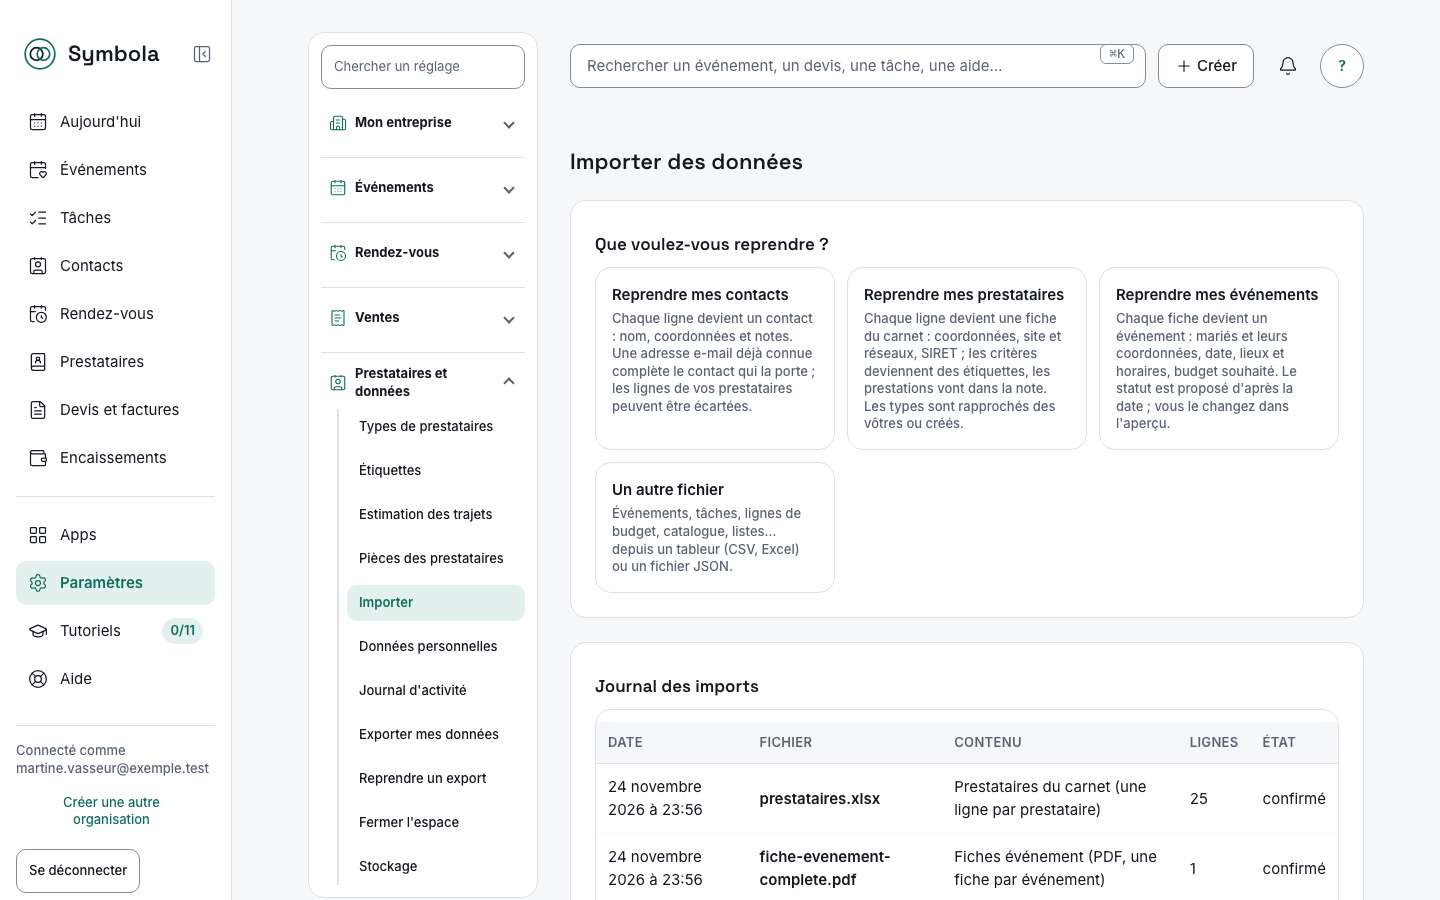 Symbola
Aujourd'hui
Événements
Tâches
Contacts
Rendez-vous
Prestataires
Devis et factures
Encaissements
Apps
Paramètres
Tutoriels 0/11
Aide
Connecté comme
martine.vasseur@exemple.test
Créer une autre
organisation
Se déconnecter
Chercher un réglage
Mon entreprise
Événements
Rendez-vous
Ventes
Prestataires et
données
Types de prestataires
Étiquettes
Estimation des trajets
Pièces des prestataires
Importer
Données personnelles
Journal d'activité
Exporter mes données
Reprendre un export
Fermer l'espace
Stockage
Rechercher un événement, un devis, une tâche, une aide... ⌘K
+ Créer
?
Importer des données
Que voulez-vous reprendre ?
Reprendre mes contacts
Chaque ligne devient un contact
: nom, coordonnées et notes.
Une adresse e-mail déjà connue
complète le contact qui la porte ;
les lignes de vos prestataires
peuvent être écartées.
Reprendre mes prestataires
Chaque ligne devient une fiche
du carnet : coordonnées, site et
réseaux, SIRET ; les critères
deviennent des étiquettes, les
prestations vont dans la note.
Les types sont rapprochés des
vôtres ou créés.
Reprendre mes événements
Chaque fiche devient un
événement : mariés et leurs
coordonnées, date, lieux et
horaires, budget souhaité. Le
statut est proposé d'après la
date ; vous le changez dans
l'aperçu.
Un autre fichier
Événements, tâches, lignes de
budget, catalogue, listes...
depuis un tableur (CSV, Excel)
ou un fichier JSON.
Journal des imports
DATE FICHIER CONTENU LIGNES ÉTAT
24 novembre
2026 à 23:56
prestataires.xlsx
Prestataires du carnet (une
ligne par prestataire)
25
confirmé
24 novembre
2026 à 23:56
fiche-evenement-
complete.pdf
Fiches événement (PDF, une
fiche par événement)
1
confirmé